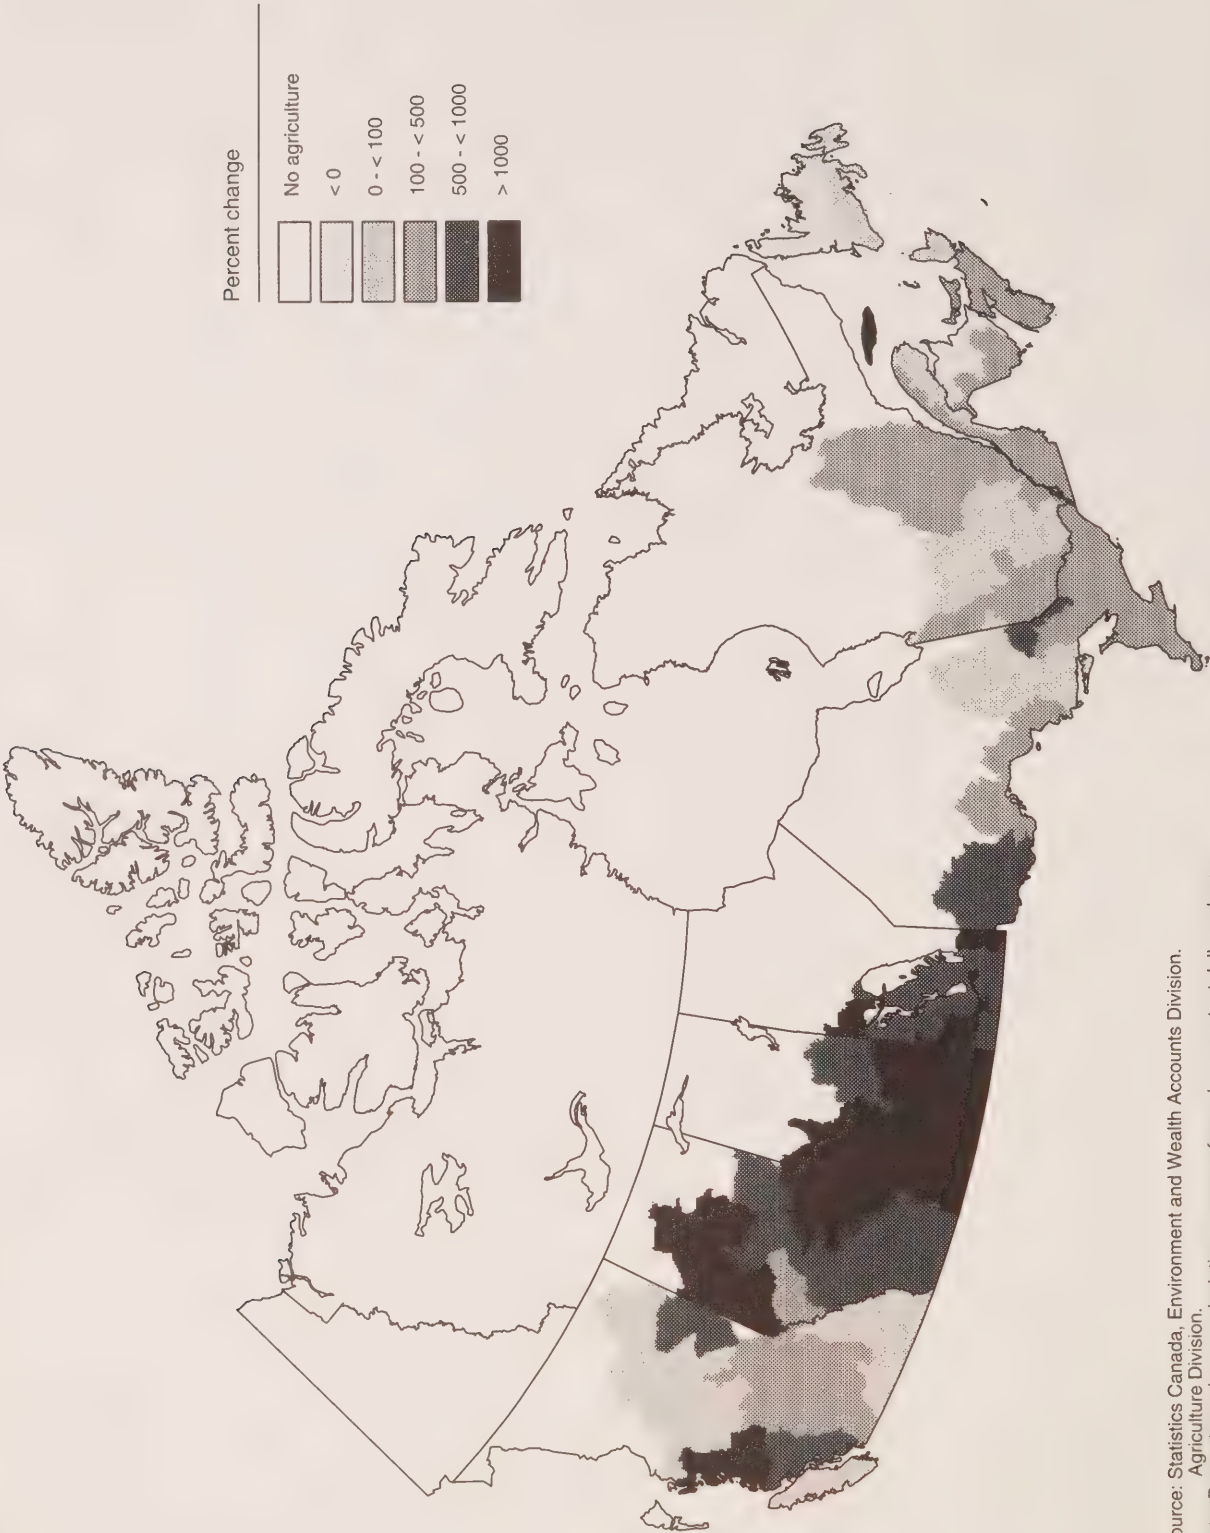 Percent change
No agriculture
< 0
0 - < 100
100 - < 500
500 - < 1000
> 1000
ource: Statistics Canada, Environment and Wealth Accounts Division.
Agriculture Division.